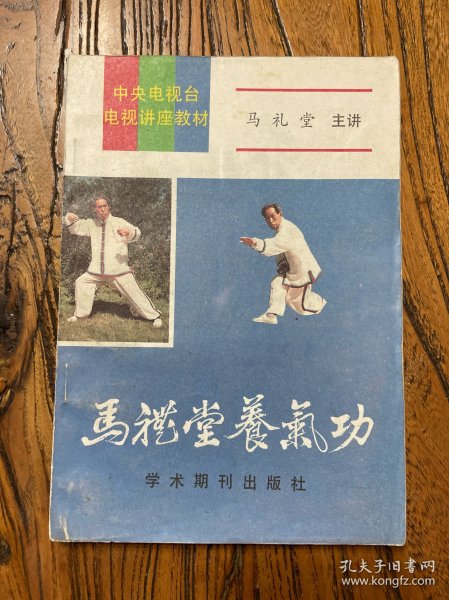 中央电视台
电视讲座教材
马礼堂 主讲
馬禮堂養氣功
学术期刊出版社
孔夫子旧书网
www.kongfz.com